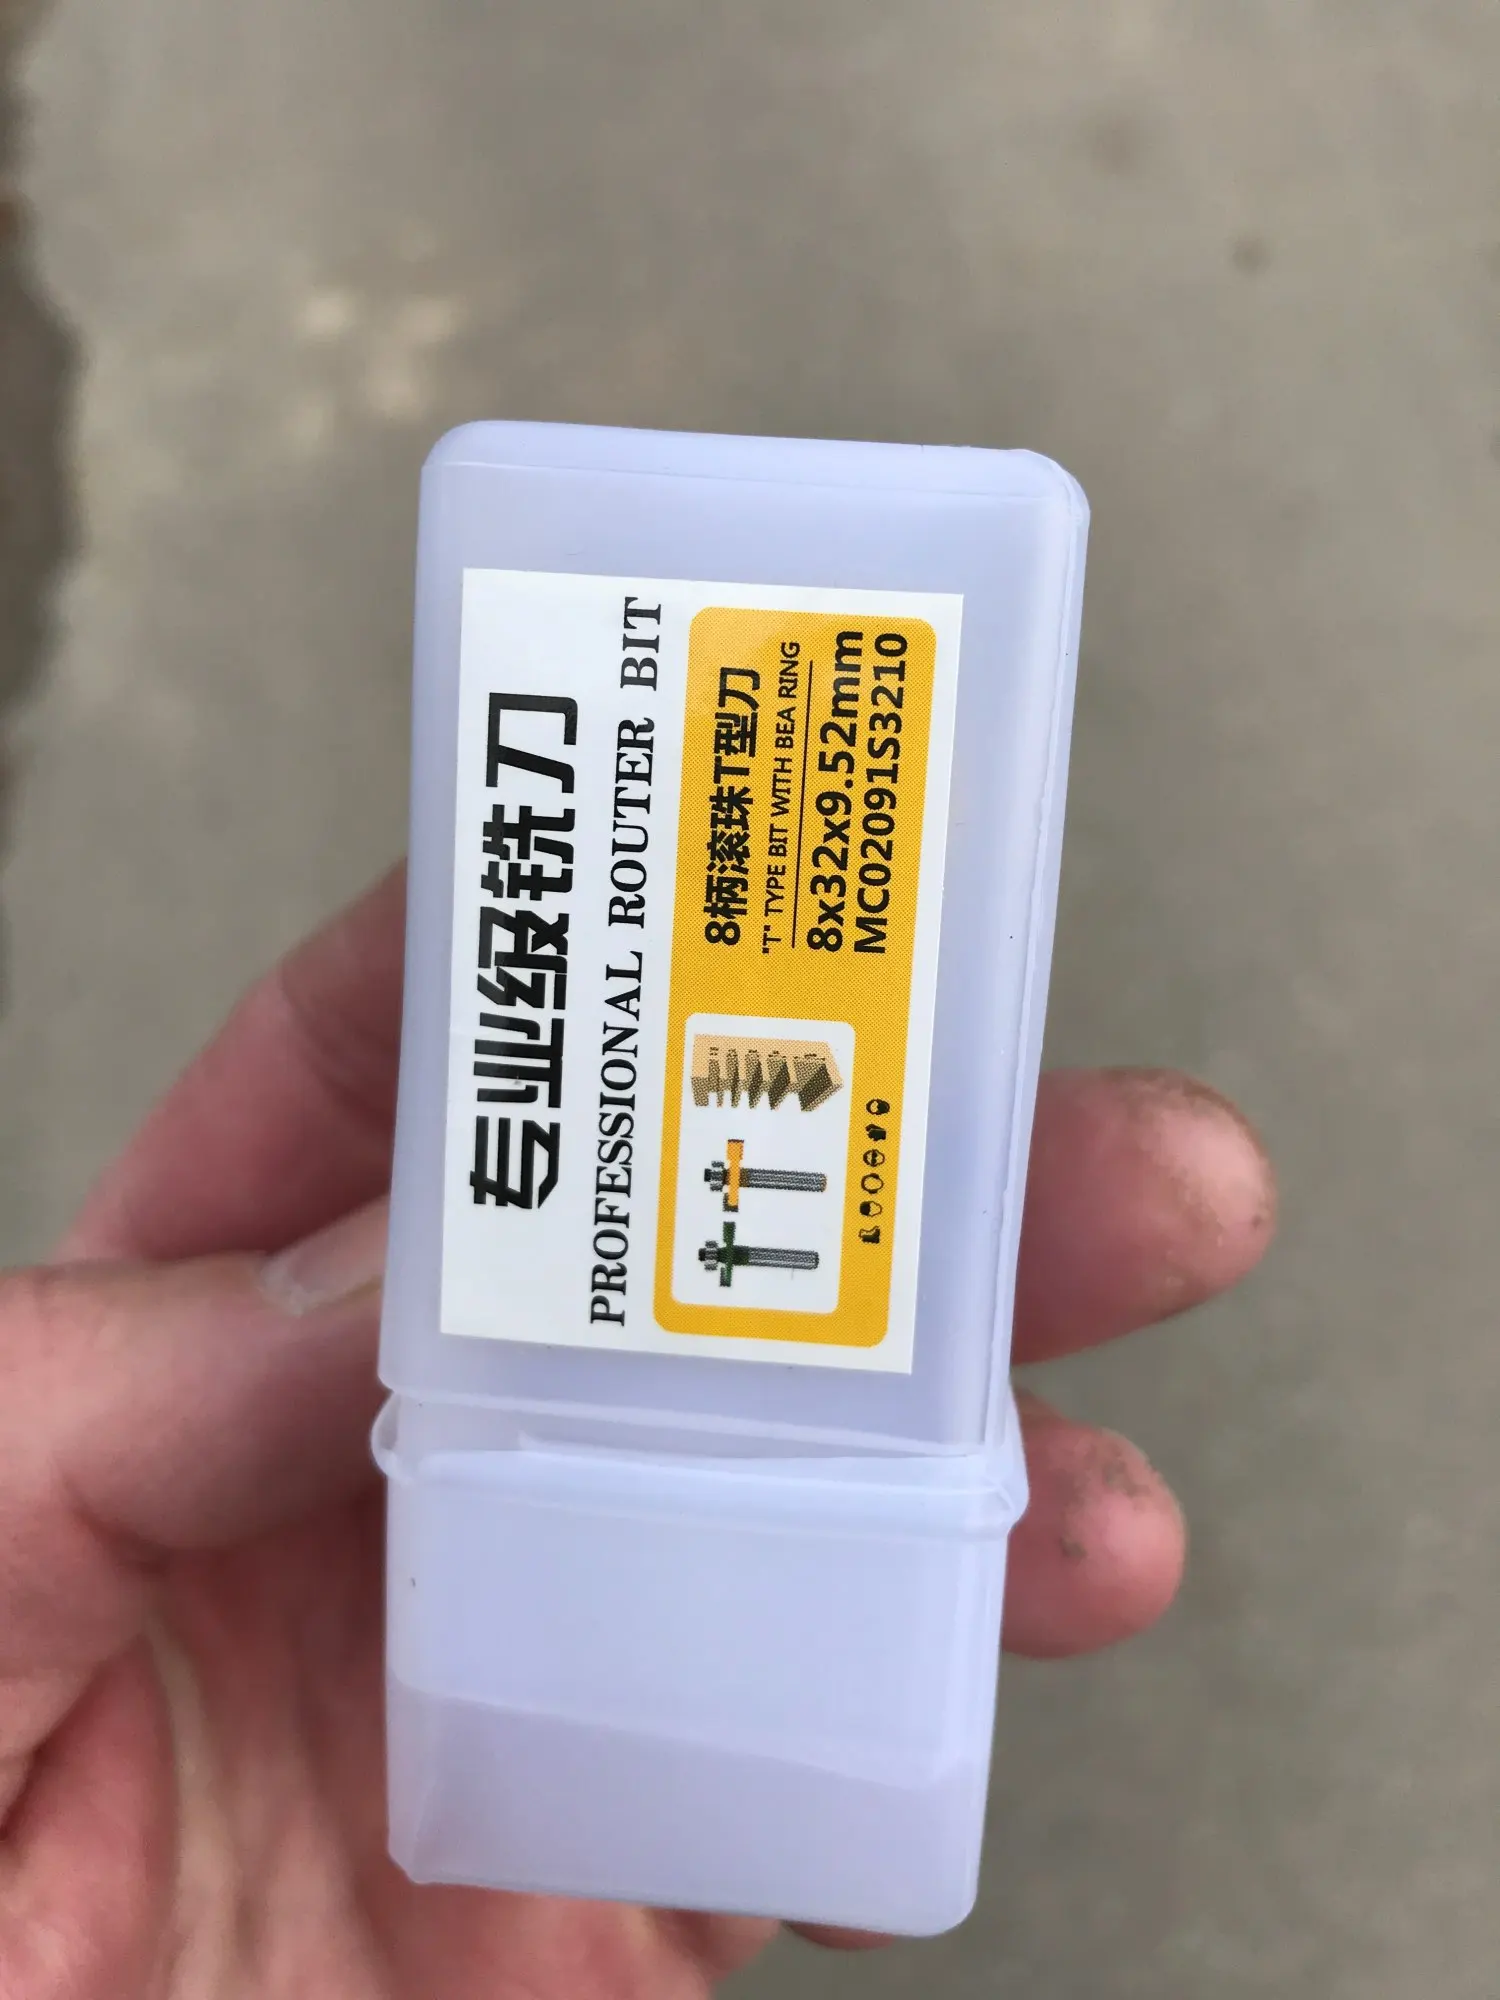 专业级铣刀
PROFESSIONAL ROUTER BIT
8柄滚珠T型刀
"T" TYPE BIT WITH BEA RING
8x32x9.52mm
MC02091S3210